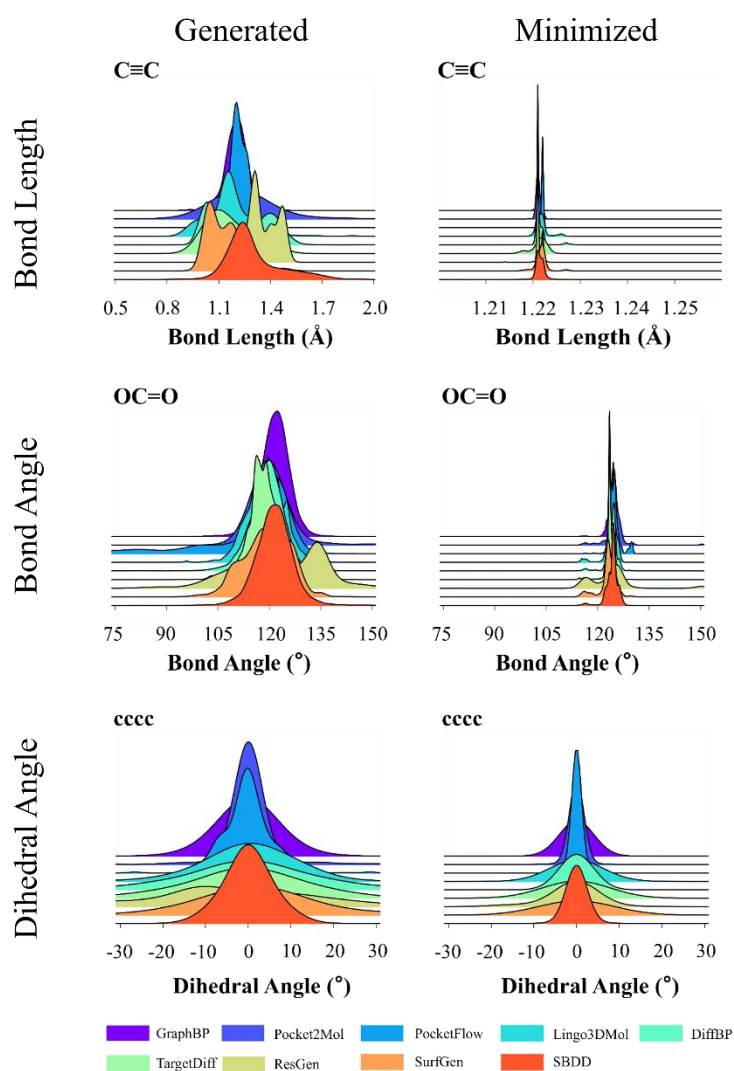 Generated Minimized
Bond Length
C≡C C≡C
0.5 0.8 1.1 1.4 1.7 2.0 1.21 1.22 1.23 1.24 1.25
Bond Length (Å) Bond Length (Å)
Bond Angle
OC=O OC=O
75 90 105 120 135 150 75 90 105 120 135 150
Bond Angle (°) Bond Angle (°)
Dihedral Angle
cccc cccc
-30 -20 -10 0 10 20 30 -30 -20 -10 0 10 20 30
Dihedral Angle (°) Dihedral Angle (°)
GraphBP Pocket2Mol PocketFlow Lingo3DMol DiffBP
TargetDiff ResGen SurfGen SBDD